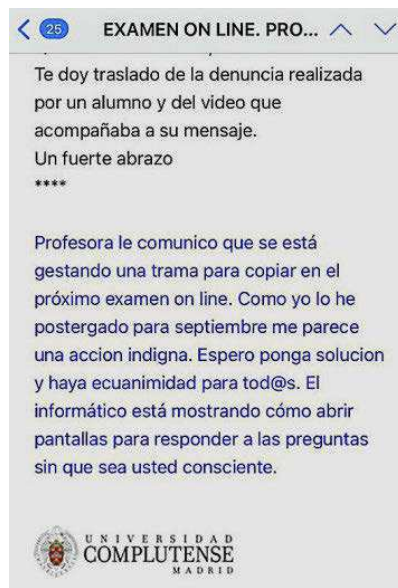 25 EXAMEN ON LINE. PRO...
Te doy traslado de la denuncia realizada
por un alumno y del video que
acompañaba a su mensaje.
Un fuerte abrazo
****
Profesora le comunico que se está
gestando una trama para copiar en el
próximo examen on line. Como yo lo he
postergado para septiembre me parece
una accion indigna. Espero ponga solucion
y haya ecuanimidad para tod@s. El
informático está mostrando cómo abrir
pantallas para responder a las preguntas
sin que sea usted consciente.
UNIVERSIDAD
COMPLUTENSE
MADRID